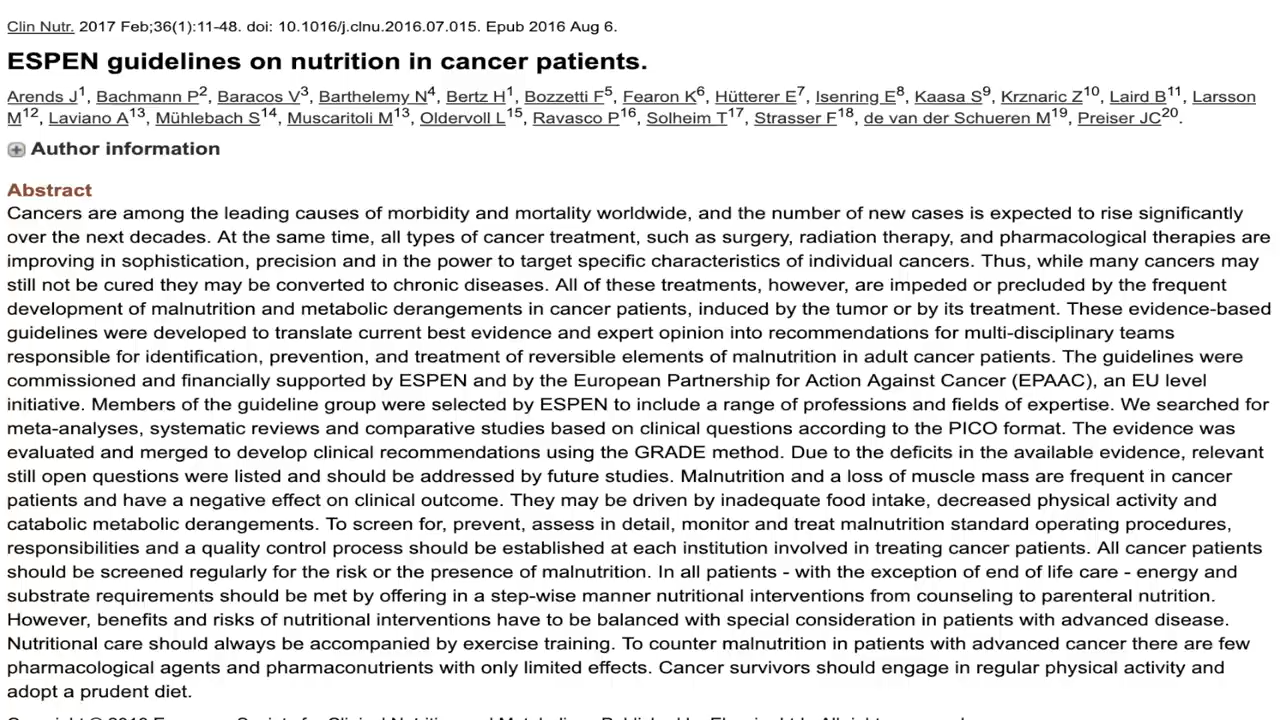 Clin Nutr. 2017 Feb;36(1):11-48. doi: 10.1016/j.clnu.2016.07.015. Epub 2016 Aug 6.
ESPEN guidelines on nutrition in cancer patients.
Arends J1, Bachmann P2, Baracos V3, Barthelemy N4, Bertz H1, Bozzetti F5, Fearon K6, Hütterer E7, Isenring E8, Kaasa S9, Krznaric Z10, Laird B11, Larsson
M12, Laviano A13, Mühlebach S14, Muscaritoli M13, Oldervoll L15, Ravasco P16, Solheim T17, Strasser F18, de van der Schueren M19, Preiser JC20.
Author information
Abstract
Cancers are among the leading causes of morbidity and mortality worldwide, and the number of new cases is expected to rise significantly
over the next decades. At the same time, all types of cancer treatment, such as surgery, radiation therapy, and pharmacological therapies are
improving in sophistication, precision and in the power to target specific characteristics of individual cancers. Thus, while many cancers may
still not be cured they may be converted to chronic diseases. All of these treatments, however, are impeded or precluded by the frequent
development of malnutrition and metabolic derangements in cancer patients, induced by the tumor or by its treatment. These evidence-based
guidelines were developed to translate current best evidence and expert opinion into recommendations for multi-disciplinary teams
responsible for identification, prevention, and treatment of reversible elements of malnutrition in adult cancer patients. The guidelines were
commissioned and financially supported by ESPEN and by the European Partnership for Action Against Cancer (EPAAC), an EU level
initiative. Members of the guideline group were selected by ESPEN to include a range of professions and fields of expertise. We searched for
meta-analyses, systematic reviews and comparative studies based on clinical questions according to the PICO format. The evidence was
evaluated and merged to develop clinical recommendations using the GRADE method. Due to the deficits in the available evidence, relevant
still open questions were listed and should be addressed by future studies. Malnutrition and a loss of muscle mass are frequent in cancer
patients and have a negative effect on clinical outcome. They may be driven by inadequate food intake, decreased physical activity and
catabolic metabolic derangements. To screen for, prevent, assess in detail, monitor and treat malnutrition standard operating procedures,
responsibilities and a quality control process should be established at each institution involved in treating cancer patients. All cancer patients
should be screened regularly for the risk or the presence of malnutrition. In all patients - with the exception of end of life care - energy and
substrate requirements should be met by offering in a step-wise manner nutritional interventions from counseling to parenteral nutrition.
However, benefits and risks of nutritional interventions have to be balanced with special consideration in patients with advanced disease.
Nutritional care should always be accompanied by exercise training. To counter malnutrition in patients with advanced cancer there are few
pharmacological agents and pharmaconutrients with only limited effects. Cancer survivors should engage in regular physical activity and
adopt a prudent diet.